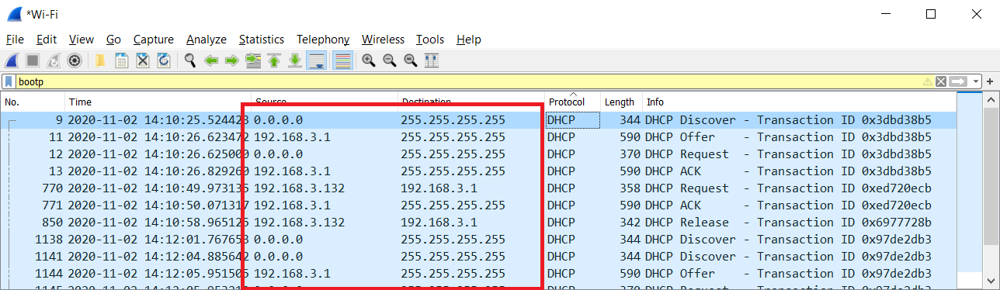 *Wi-Fi
File Edit View Go Capture Analyze Statistics Telephony Wireless Tools Help
bootp
No. Time Source Destination Protocol Length Info
9 2020-11-02 14:10:25.524423 0.0.0.0 255.255.255.255 DHCP 344 DHCP Discover - Transaction ID 0x3dbd38b5
11 2020-11-02 14:10:26.623472 192.168.3.1 255.255.255.255 DHCP 590 DHCP Offer - Transaction ID 0x3dbd38b5
12 2020-11-02 14:10:26.625000 0.0.0.0 255.255.255.255 DHCP 370 DHCP Request - Transaction ID 0x3dbd38b5
13 2020-11-02 14:10:26.829260 192.168.3.1 255.255.255.255 DHCP 590 DHCP ACK - Transaction ID 0x3dbd38b5
770 2020-11-02 14:10:49.973135 192.168.3.132 192.168.3.1 DHCP 358 DHCP Request - Transaction ID 0xed720ecb
771 2020-11-02 14:10:50.071317 192.168.3.1 255.255.255.255 DHCP 590 DHCP ACK - Transaction ID 0xed720ecb
850 2020-11-02 14:10:58.965125 192.168.3.132 192.168.3.1 DHCP 342 DHCP Release - Transaction ID 0x6977728b
1138 2020-11-02 14:12:01.767653 0.0.0.0 255.255.255.255 DHCP 344 DHCP Discover - Transaction ID 0x97de2db3
1141 2020-11-02 14:12:04.885642 0.0.0.0 255.255.255.255 DHCP 344 DHCP Discover - Transaction ID 0x97de2db3
1144 2020-11-02 14:12:05.951505 192.168.3.1 255.255.255.255 DHCP 590 DHCP Offer - Transaction ID 0x97de2db3